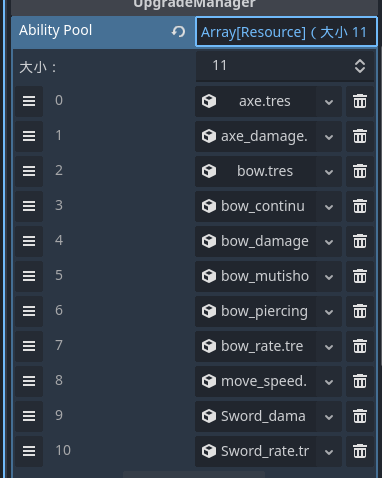 UpgradeManager
Ability Pool Array[Resource] ( 大小 11
大小： 11
0 axe.tres
1 axe_damage.
2 bow.tres
3 bow_continu
4 bow_damage
5 bow_mutisho
6 bow_piercing
7 bow_rate.tre
8 move_speed.
9 Sword_dama
10 Sword_rate.tr